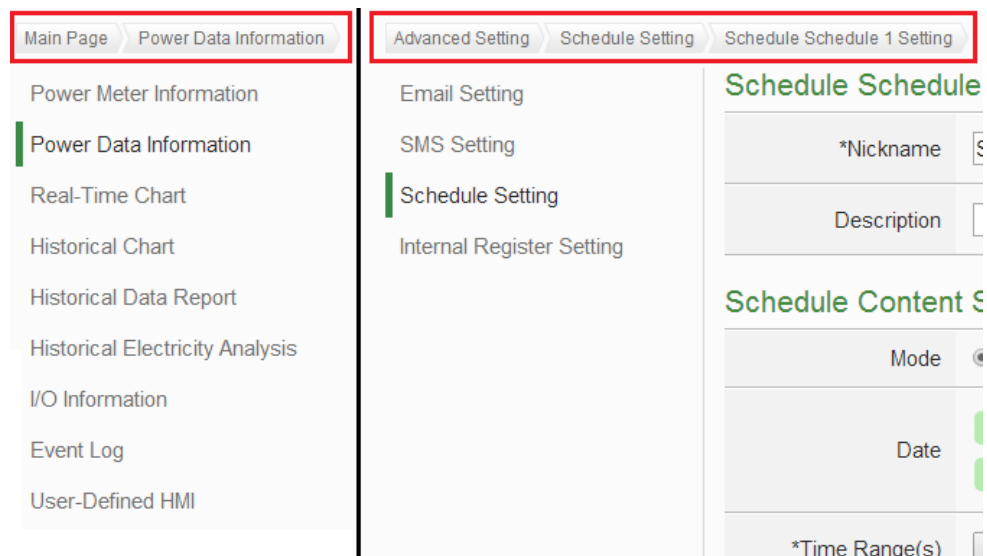 Main Page Power Data Information
Power Meter Information
Power Data Information
Real-Time Chart
Historical Chart
Historical Data Report
Historical Electricity Analysis
I/O Information
Event Log
User-Defined HMI
Advanced Setting Schedule Setting Schedule Schedule 1 Setting
Email Setting
SMS Setting
Schedule Setting
Internal Register Setting
Schedule Schedule
*Nickname
Description
Schedule Content S
Mode
Date
*Time Range(s)